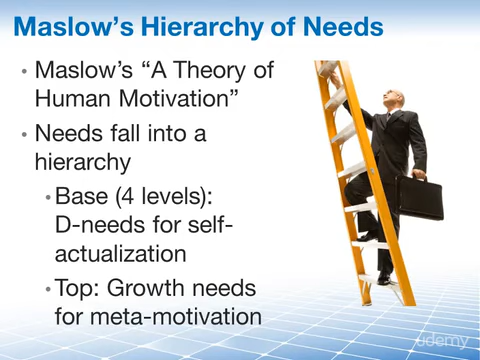 Maslow's Hierarchy of Needs
• Maslow's “A Theory of
Human Motivation”
• Needs fall into a
hierarchy
• Base (4 levels):
D-needs for self-
actualization
• Top: Growth needs
for meta-motivation
udemy